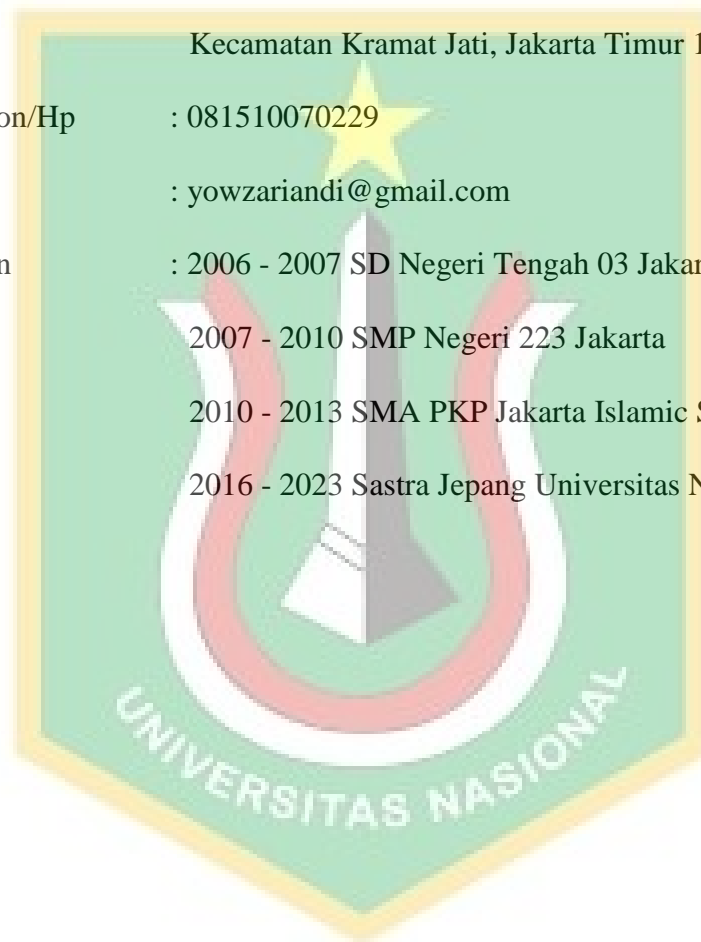 Kecamatan Kramat Jati, Jakarta Timur 1
on/Hp : 081510070229
: yowzariandi@gmail.com
n : 2006 - 2007 SD Negeri Tengah 03 Jakar
2007 - 2010 SMP Negeri 223 Jakarta
2010 - 2013 SMA PKP Jakarta Islamic S
2016 - 2023 Sastra Jepang Universitas N
UNIVERSITAS NASIONAL